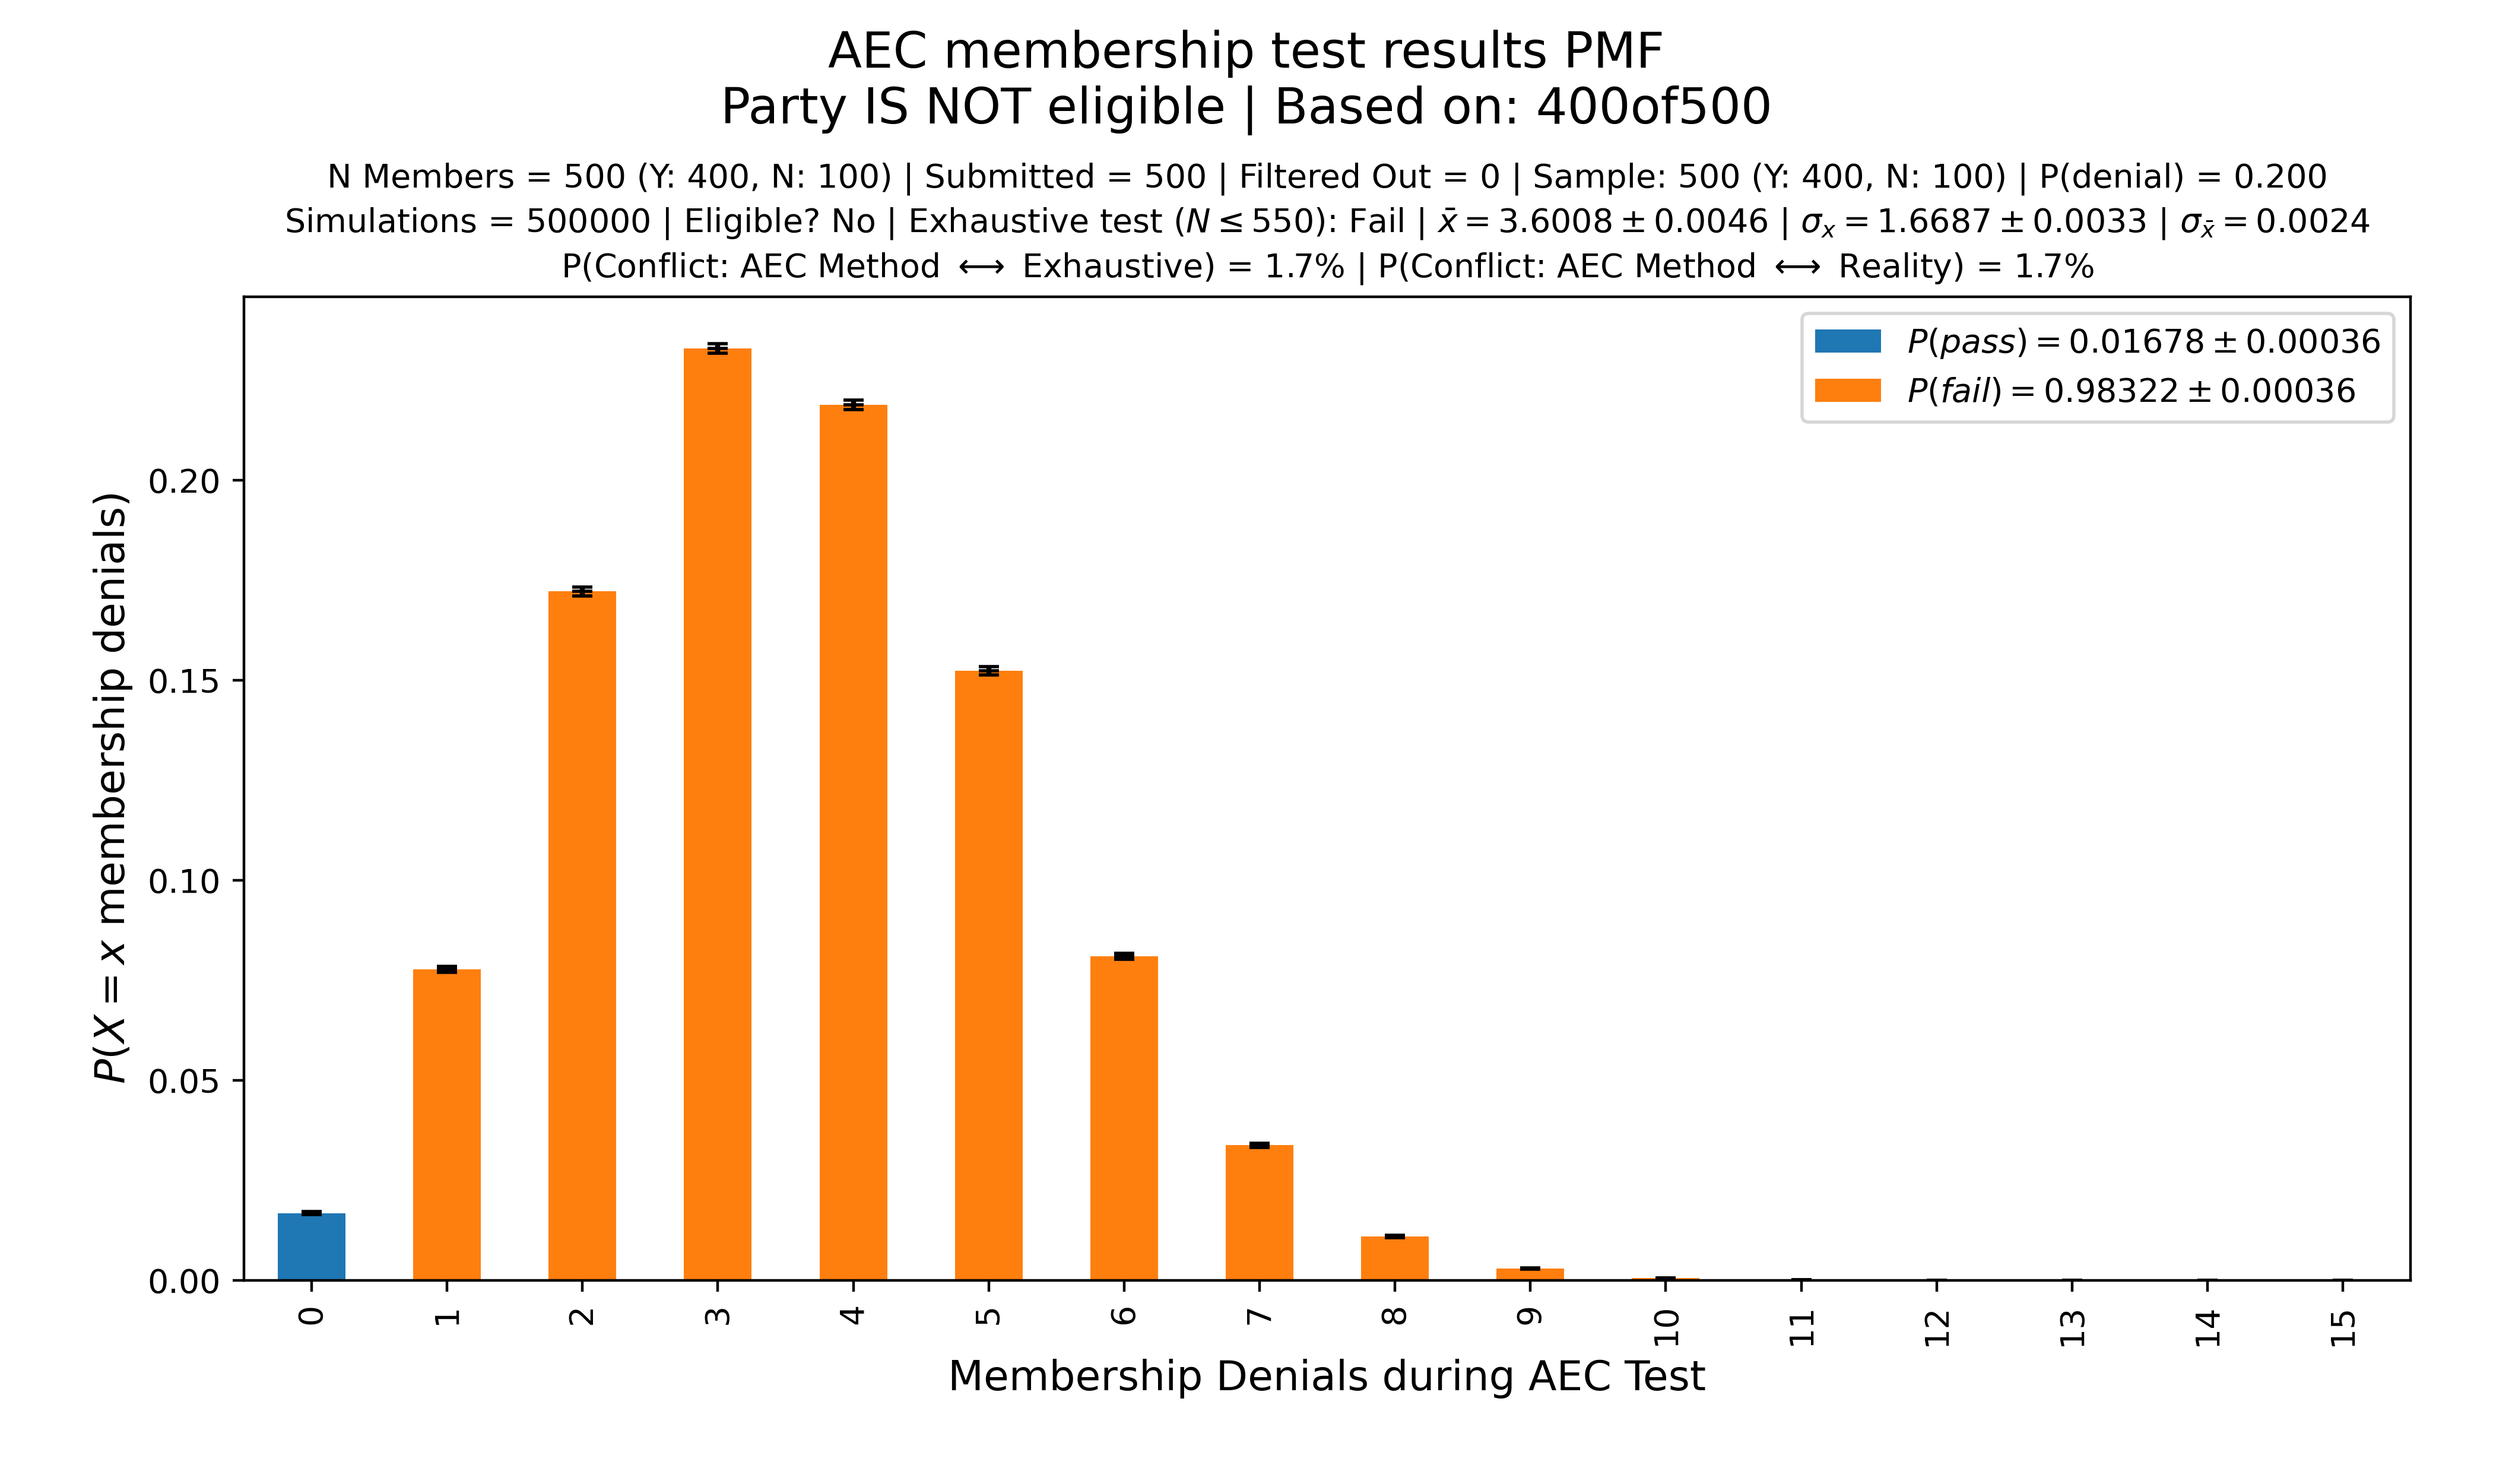 AEC membership test results PMF
Party IS NOT eligible | Based on: 400of500
N Members = 500 (Y: 400, N: 100) | Submitted = 500 | Filtered Out = 0 | Sample: 500 (Y: 400, N: 100) | P(denial) = 0.200
Simulations = 500000 | Eligible? No | Exhaustive test (N ≤ 550): Fail | x̄ = 3.6008 ± 0.0046 | σₓ = 1.6687 ± 0.0033 | σ_x̄ = 0.0024
P(Conflict: AEC Method ⟷ Exhaustive) = 1.7% | P(Conflict: AEC Method ⟷ Reality) = 1.7%
P(pass) = 0.01678 ± 0.00036
P(fail) = 0.98322 ± 0.00036
P(X = x membership denials)
0.20
0.15
0.10
0.05
0.00
0 1 2 3 4 5 6 7 8 9 10 11 12 13 14 15
Membership Denials during AEC Test